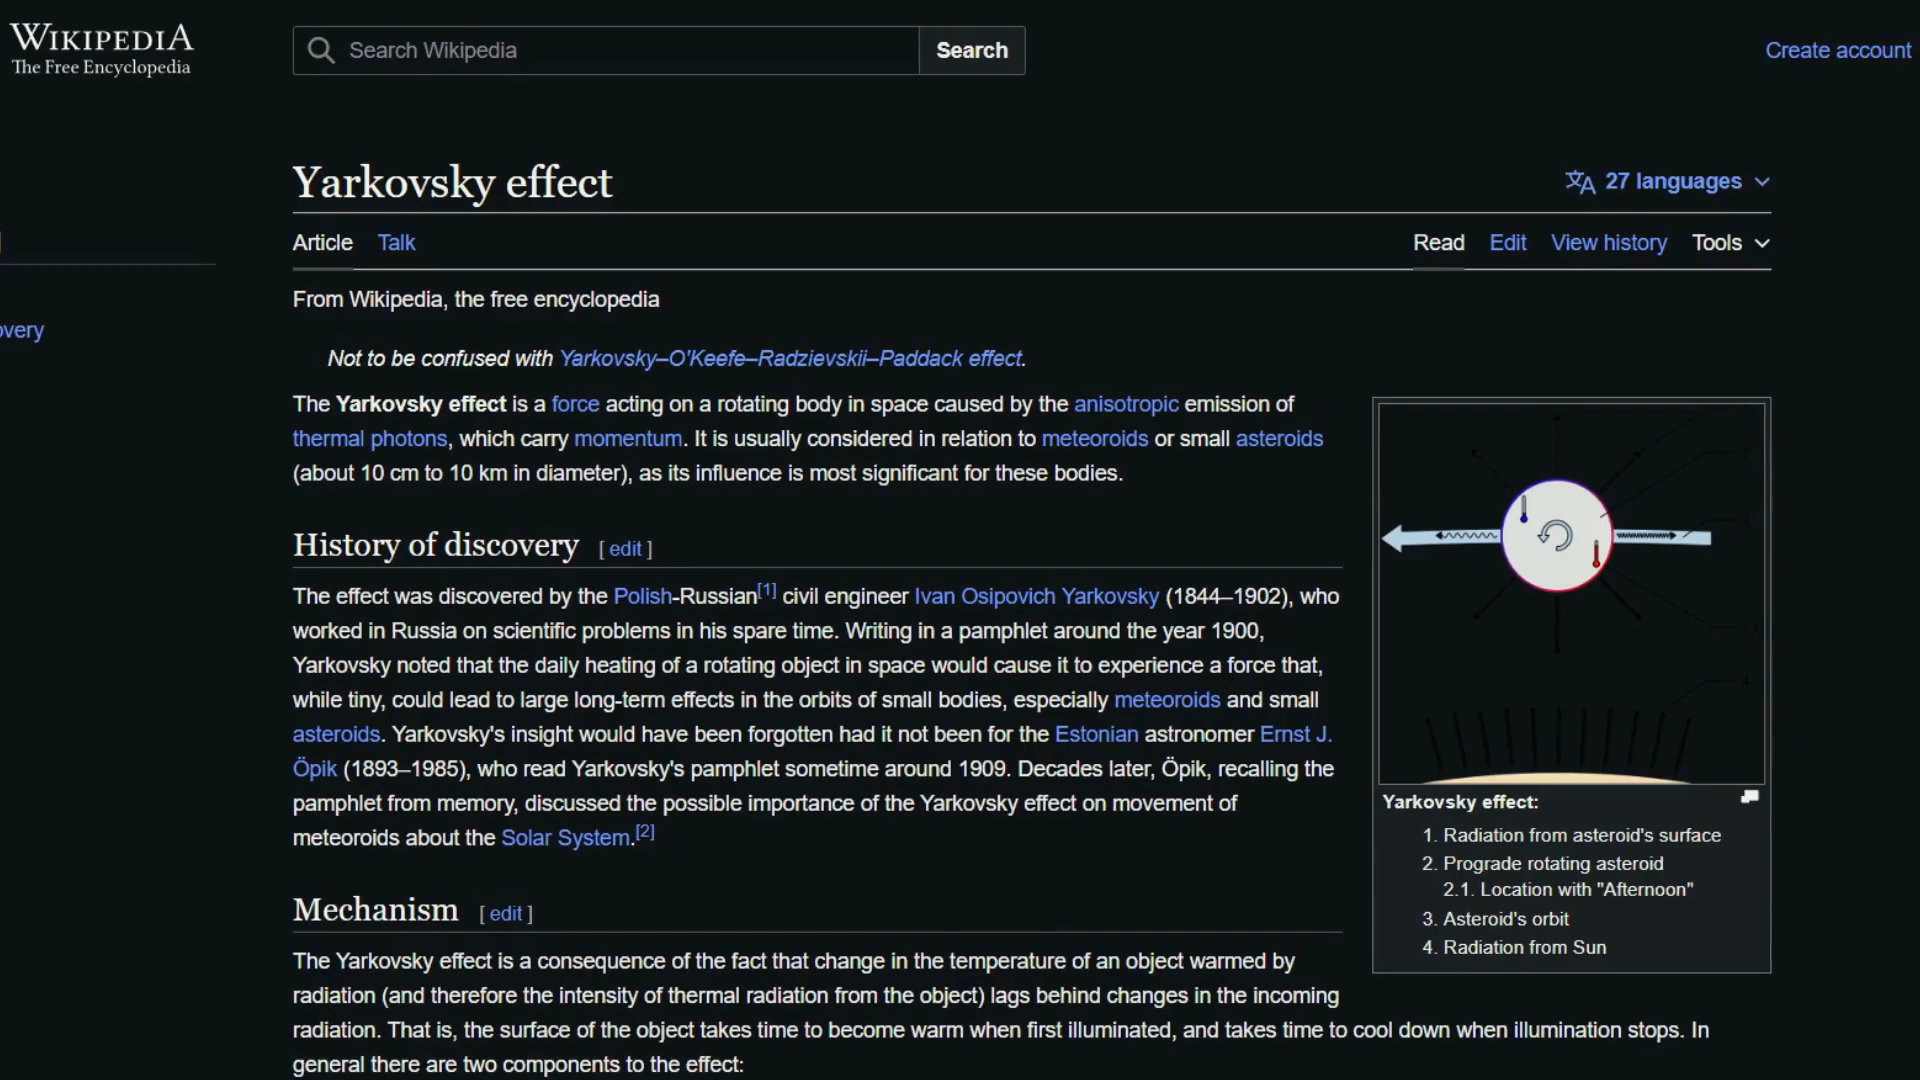 WIKIPEDIA
The Free Encyclopedia
Search Wikipedia
Search
Create account
Yarkovsky effect
27 languages
Article Talk
Read Edit View history Tools
From Wikipedia, the free encyclopedia
overy
Not to be confused with Yarkovsky–O'Keefe–Radzievskii–Paddack effect.
The Yarkovsky effect is a force acting on a rotating body in space caused by the anisotropic emission of
thermal photons, which carry momentum. It is usually considered in relation to meteoroids or small asteroids
(about 10 cm to 10 km in diameter), as its influence is most significant for these bodies.
History of discovery [ edit ]
The effect was discovered by the Polish-Russian[1] civil engineer Ivan Osipovich Yarkovsky (1844–1902), who
worked in Russia on scientific problems in his spare time. Writing in a pamphlet around the year 1900,
Yarkovsky noted that the daily heating of a rotating object in space would cause it to experience a force that,
while tiny, could lead to large long-term effects in the orbits of small bodies, especially meteoroids and small
asteroids. Yarkovsky's insight would have been forgotten had it not been for the Estonian astronomer Ernst J.
Öpik (1893–1985), who read Yarkovsky's pamphlet sometime around 1909. Decades later, Öpik, recalling the
pamphlet from memory, discussed the possible importance of the Yarkovsky effect on movement of
meteoroids about the Solar System.[2]
Yarkovsky effect:
1. Radiation from asteroid's surface
2. Prograde rotating asteroid
2.1. Location with "Afternoon"
3. Asteroid's orbit
4. Radiation from Sun
Mechanism [ edit ]
The Yarkovsky effect is a consequence of the fact that change in the temperature of an object warmed by
radiation (and therefore the intensity of thermal radiation from the object) lags behind changes in the incoming
radiation. That is, the surface of the object takes time to become warm when first illuminated, and takes time to cool down when illumination stops. In
general there are two components to the effect: